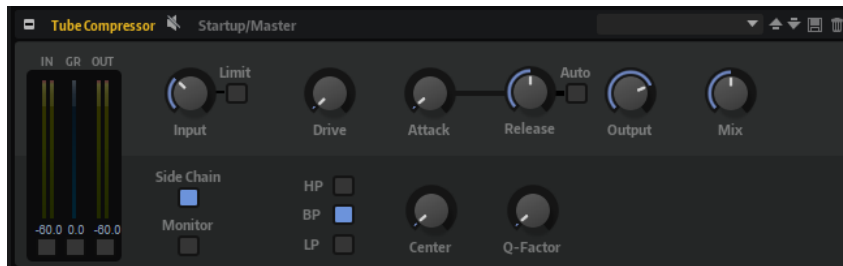 Tube Compressor Startup/Master
IN GR OUT
Limit
Auto
Input Drive Attack Release Output Mix
Side Chain
HP
BP
Monitor
-60.0 0.0 -60.0
LP
Center Q-Factor